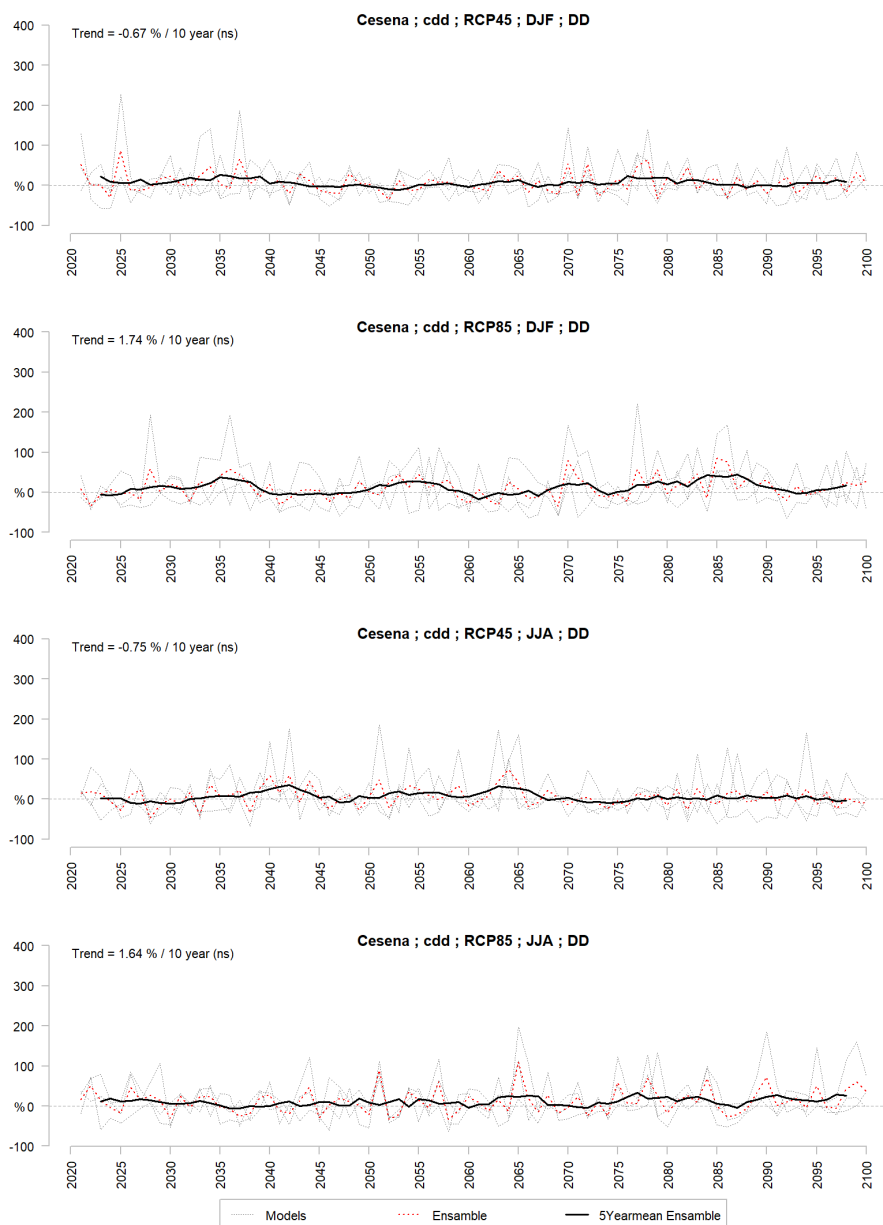 Cesena ; cdd ; RCP45 ; DJF ; DD
Trend = -0.67 % / 10 year (ns)
400
300
200
100
% 0
-100
2020 2025 2030 2035 2040 2045 2050 2055 2060 2065 2070 2075 2080 2085 2090 2095 2100
Cesena ; cdd ; RCP85 ; DJF ; DD
Trend = 1.74 % / 10 year (ns)
400
300
200
100
% 0
-100
2020 2025 2030 2035 2040 2045 2050 2055 2060 2065 2070 2075 2080 2085 2090 2095 2100
Cesena ; cdd ; RCP45 ; JJA ; DD
Trend = -0.75 % / 10 year (ns)
400
300
200
100
% 0
-100
2020 2025 2030 2035 2040 2045 2050 2055 2060 2065 2070 2075 2080 2085 2090 2095 2100
Cesena ; cdd ; RCP85 ; JJA ; DD
Trend = 1.64 % / 10 year (ns)
400
300
200
100
% 0
-100
2020 2025 2030 2035 2040 2045 2050 2055 2060 2065 2070 2075 2080 2085 2090 2095 2100
Models Ensamble 5Yearmean Ensamble